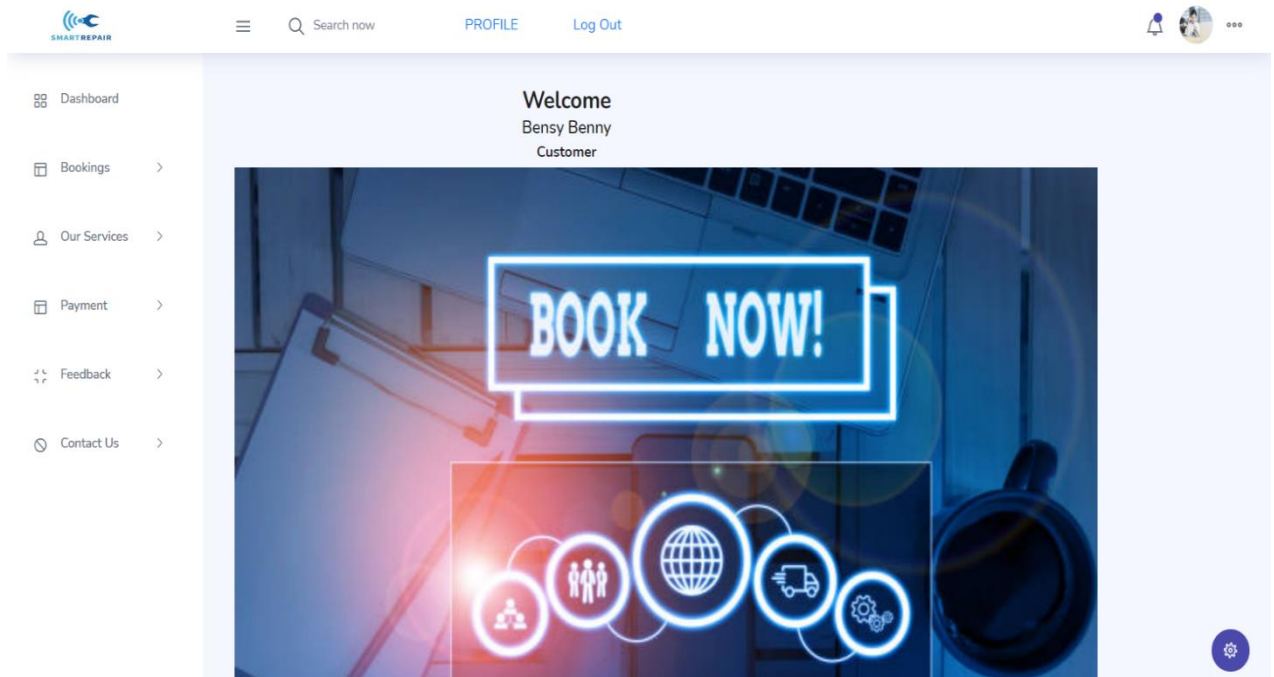 SMARTREPAIR
Search now
PROFILE
Log Out
Welcome
Bensy Benny
Customer
Dashboard
Bookings
Our Services
Payment
Feedback
Contact Us
BOOK NOW!